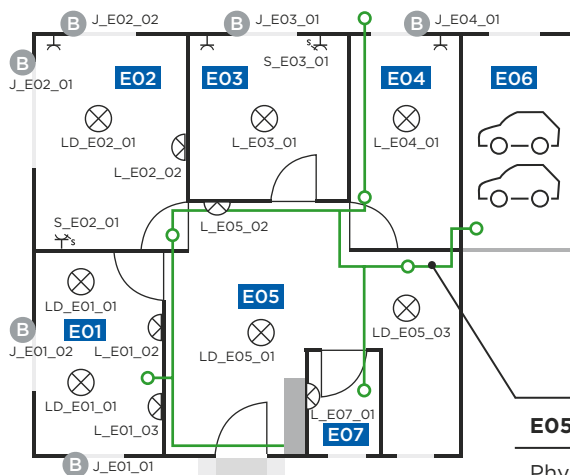 B J_E02_02
B J_E03_01
B J_E04_01
B
J_E02_01
E02
E03
S_E03_01
E04
E06
LD_E02_01
L_E03_01
L_E04_01
L_E02_02
S_E02_01
s
s
L_E05_02
LD_E01_01
E05
B
E01
J_E01_02
L_E01_02
LD_E05_01
LD_E05_03
LD_E01_01
L_E01_03
L_E07_01
E07
B J_E01_01
E05
Phy